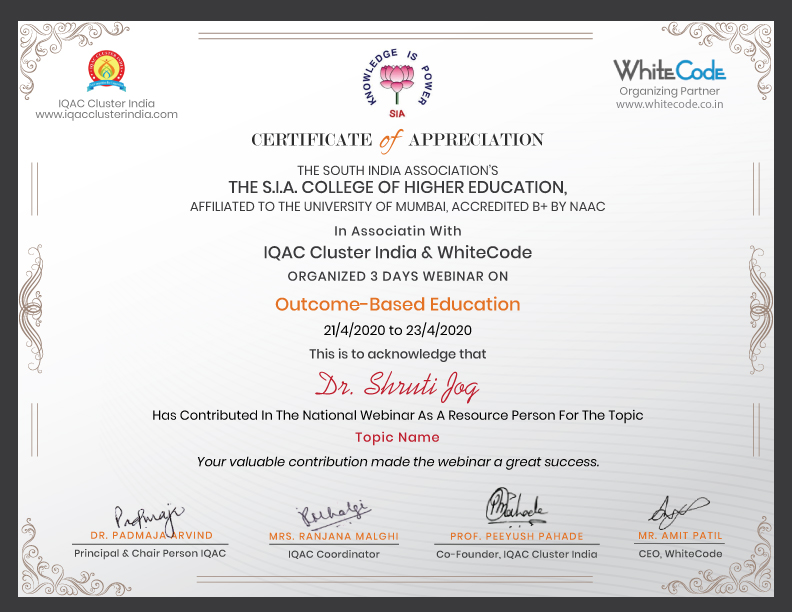 IQAC CLUSTER INDIA
IQAC Cluster India
www.iqacclusterindia.com
KNOWLEDGE IS POWER
SIA
WhiteCode
Organizing Partner
www.whitecode.co.in
CERTIFICATE of APPRECIATION
THE SOUTH INDIA ASSOCIATION'S
THE S.I.A. COLLEGE OF HIGHER EDUCATION,
AFFILIATED TO THE UNIVERSITY OF MUMBAI, ACCREDITED B+ BY NAAC
In Associatin With
IQAC Cluster India & WhiteCode
ORGANIZED 3 DAYS WEBINAR ON
Outcome-Based Education
21/4/2020 to 23/4/2020
This is to acknowledge that
Dr. Shruti Jog
Has Contributed In The National Webinar As A Resource Person For The Topic
Topic Name
Your valuable contribution made the webinar a great success.
DR. PADMAJA ARVIND
Principal & Chair Person IQAC
MRS. RANJANA MALGHI
IQAC Coordinator
PROF. PEEYUSH PAHADE
Co-Founder, IQAC Cluster India
MR. AMIT PATIL
CEO, WhiteCode